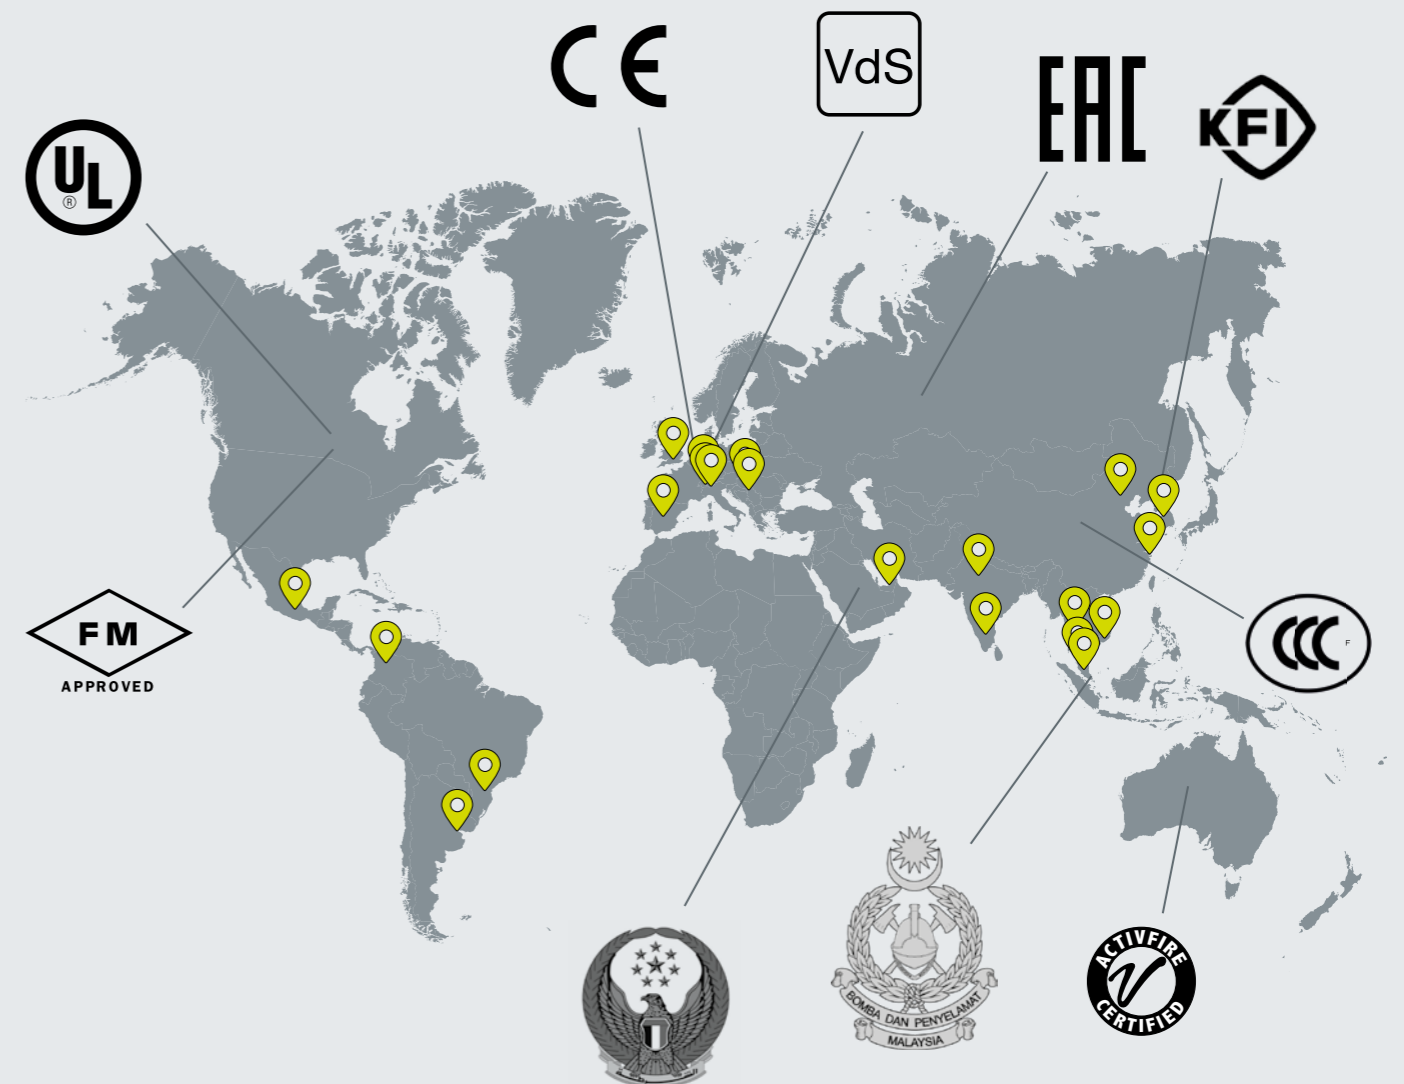 CE
VdS
EAC
KFI
UL
®
FM
APPROVED
CCC
F
BOMBA DAN PENYELAMAT
MALAYSIA
ACTIVFIRE
CERTIFIED